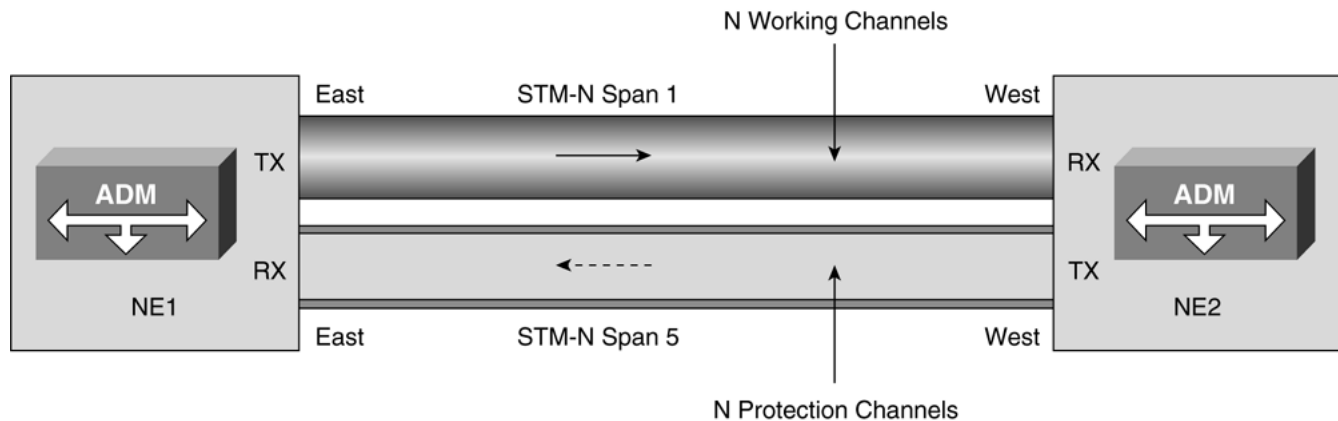 N Working Channels
East
STM-N Span 1
West
TX
RX
ADM
ADM
RX
TX
NE1
NE2
East
STM-N Span 5
West
N Protection Channels